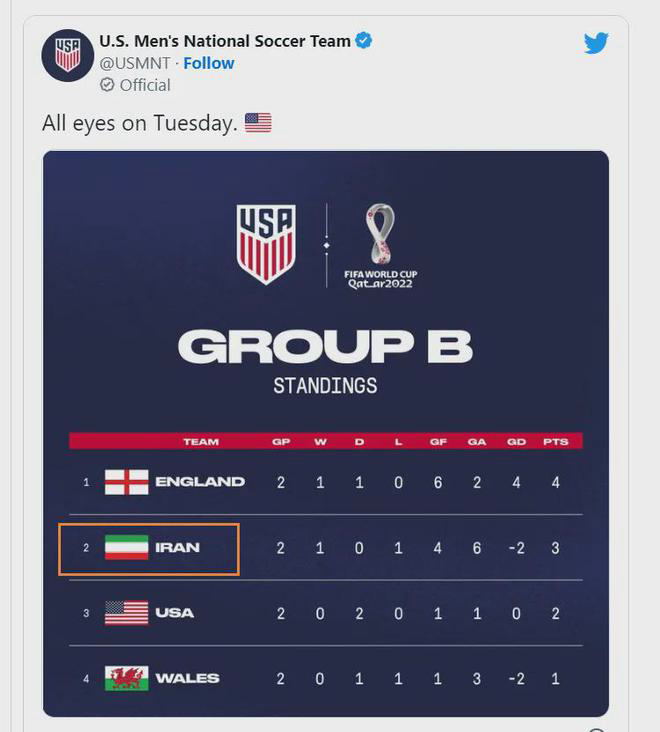 U.S. Men's National Soccer Team
@USMNT · Follow
Official
All eyes on Tuesday. 🇺🇸
USA
FIFA WORLD CUP
Qatar2022
GROUP B
STANDINGS
TEAM GP W D L GF GA GD PTS
1 ENGLAND 2 1 1 0 6 2 4 4
2 IRAN 2 1 0 1 4 6 -2 3
3 USA 2 0 2 0 1 1 0 2
4 WALES 2 0 1 1 1 3 -2 1